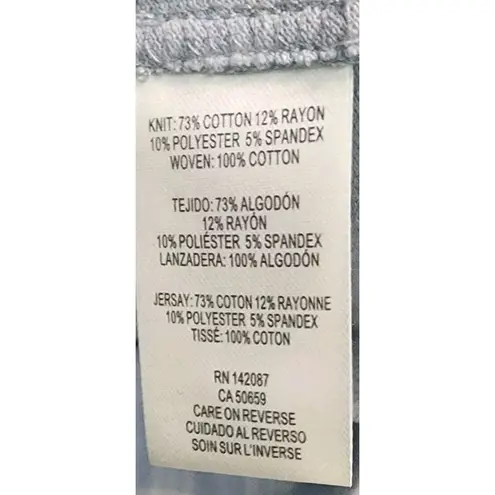 KNIT: 73% COTTON 12% RAYON
10% POLYESTER 5% SPANDEX
WOVEN: 100% COTTON
TEJIDO: 73% ALGODÓN
12% RAYÓN
10% POLIÉSTER 5% SPANDEX
LANZADERA: 100% ALGODÓN
JERSAY: 73% COTON 12% RAYONNE
10% POLYESTER 5% SPANDEX
TISSÉ: 100% COTON
RN 142087
CA 50659
CARE ON REVERSE
CUIDADO AL REVERSO
SOIN SUR L'INVERSE